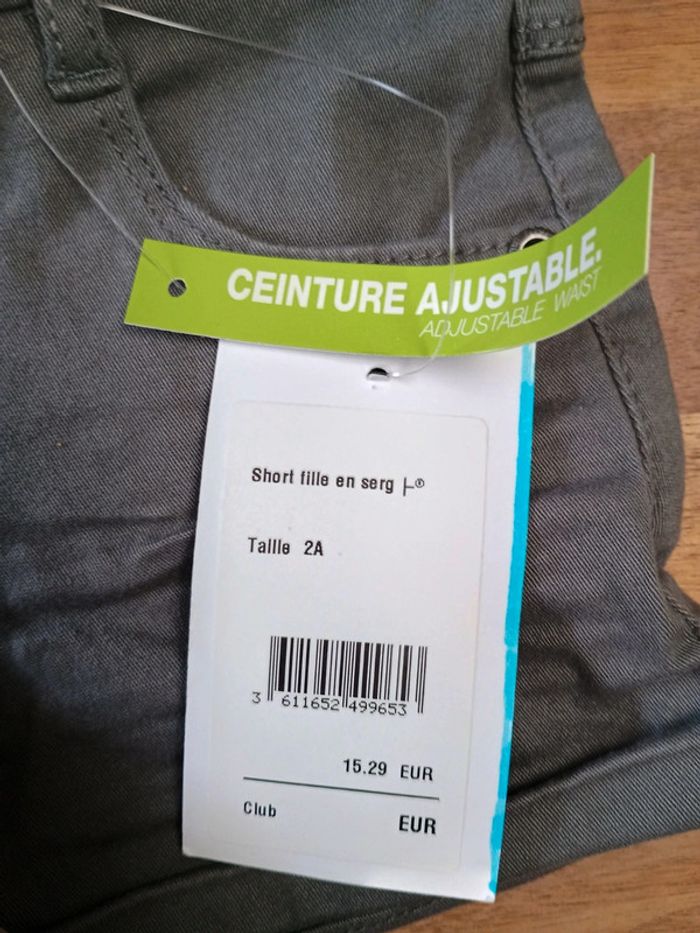 CEINTURE AJUSTABLE.
ADJUSTABLE WAIST
Short fille en serg ├®
Taille 2A
3 611652 499653
15.29 EUR
Club EUR